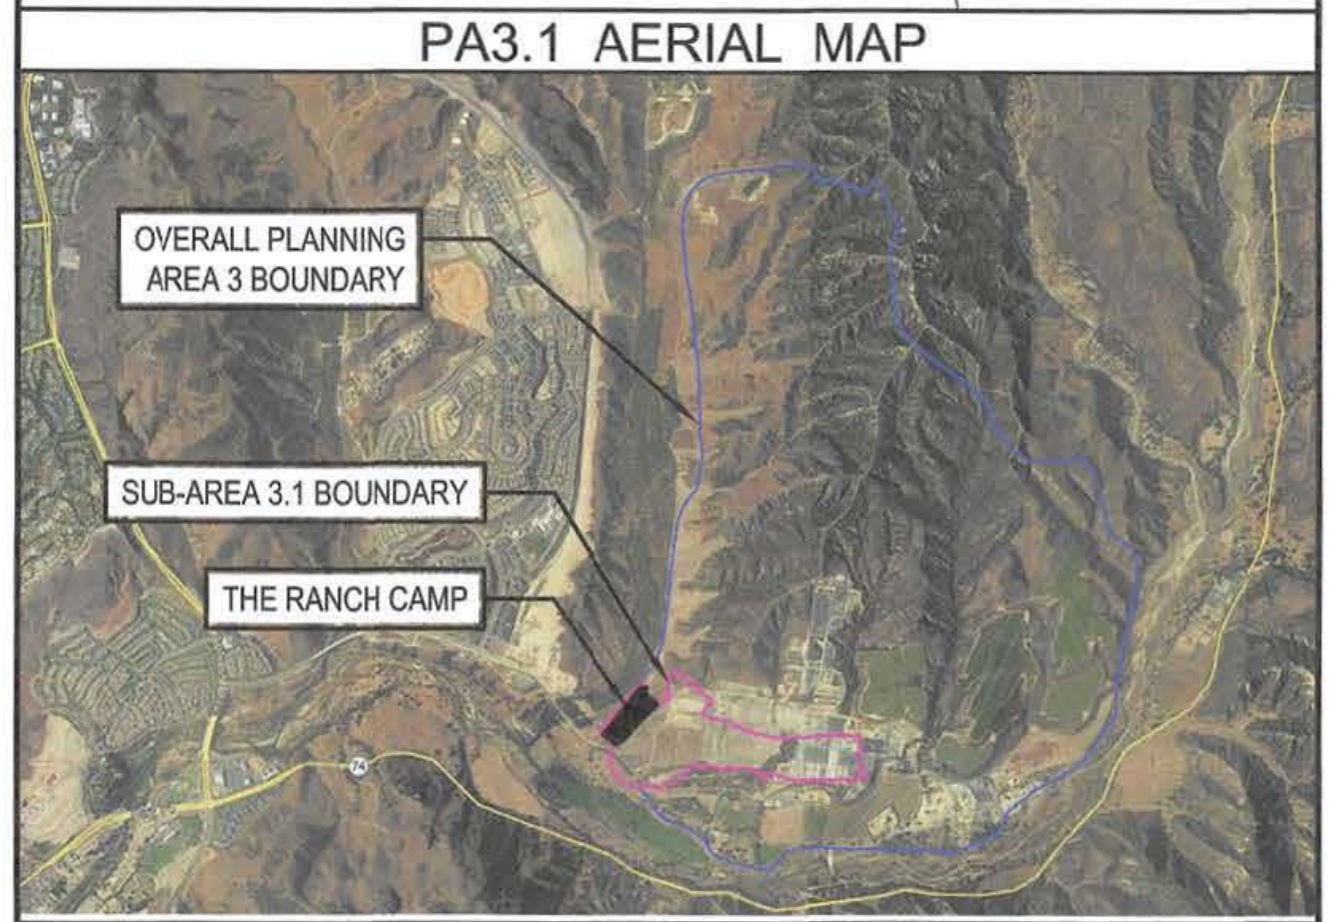 PA3.1 AERIAL MAP
OVERALL PLANNING
AREA 3 BOUNDARY
SUB-AREA 3.1 BOUNDARY
THE RANCH CAMP
74